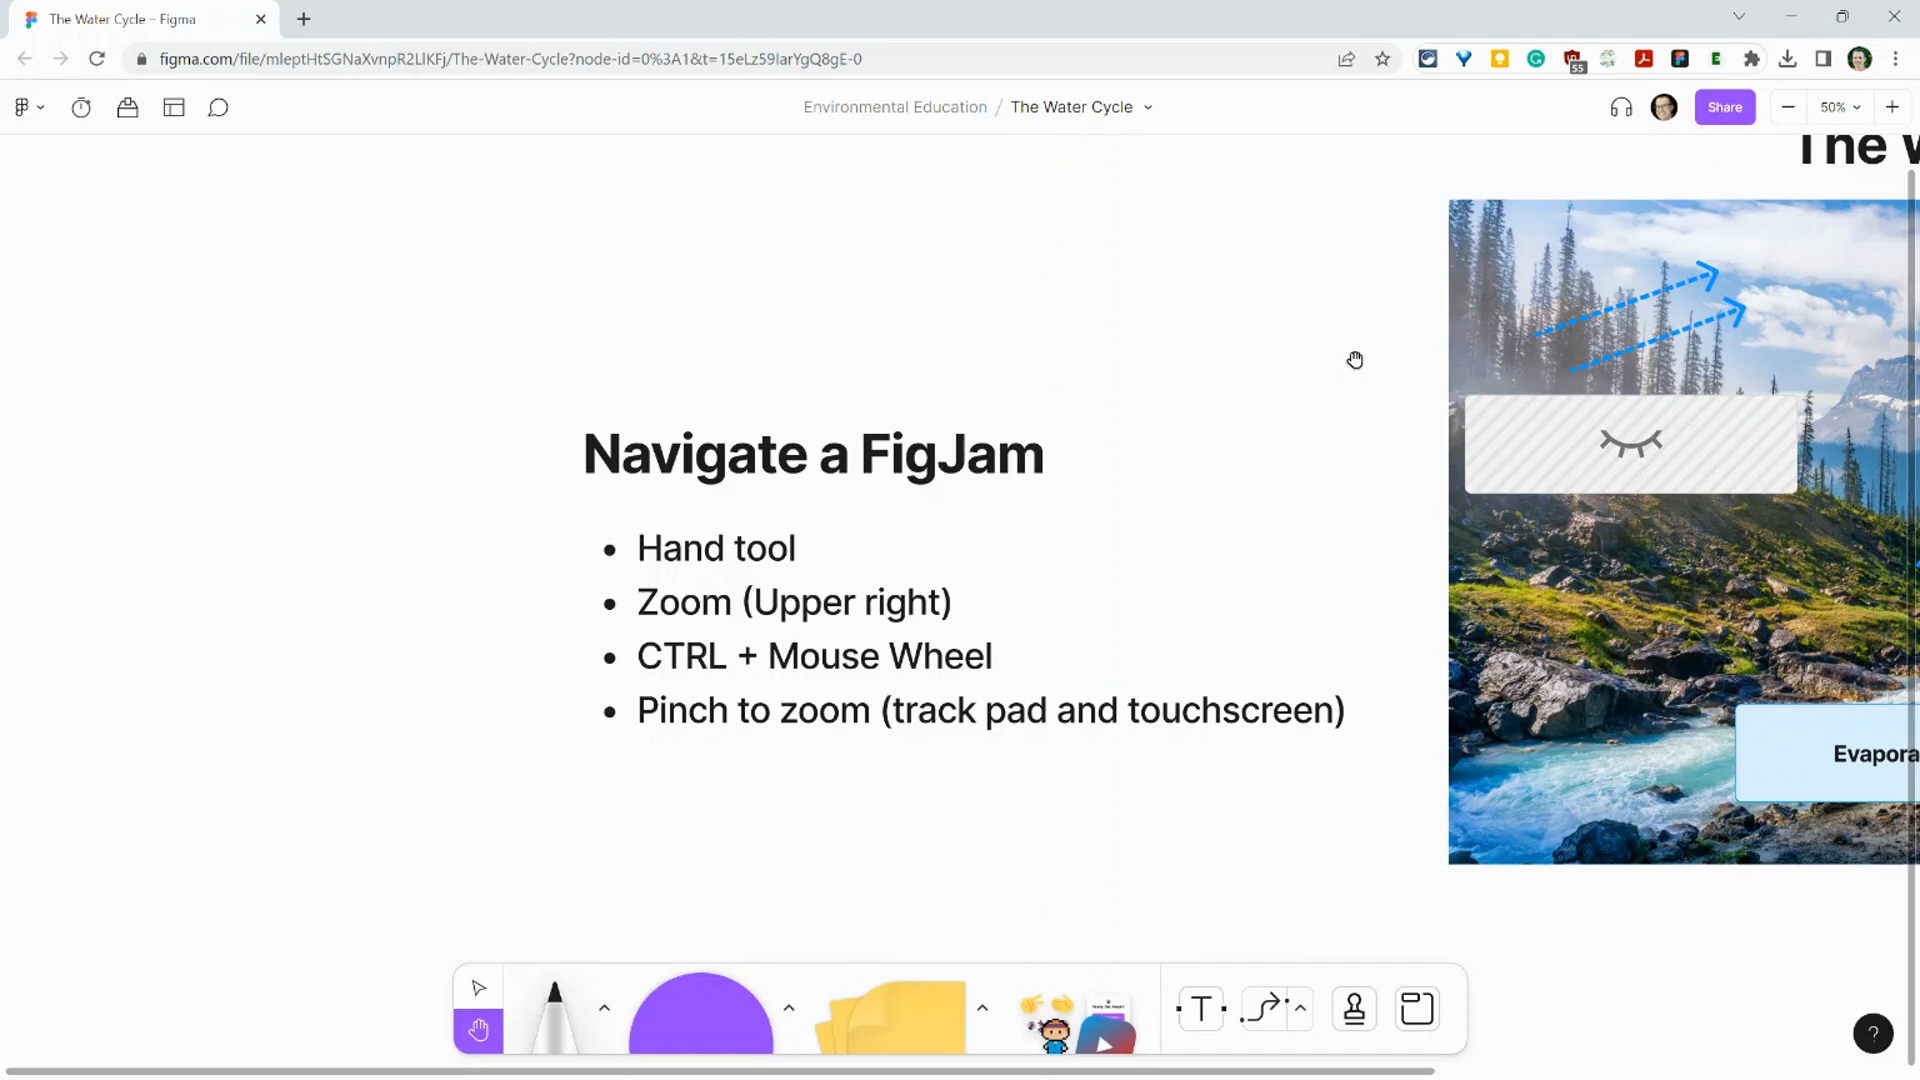 The Water Cycle – Figma
figma.com/file/mleptHtSGNaXvnpR2LlKFj/The-Water-Cycle?node-id=0%3A1&t=15eLz59IarYgQ8gE-0
55
Environmental Education / The Water Cycle
Share
50%
The W
Navigate a FigJam
• Hand tool
• Zoom (Upper right)
• CTRL + Mouse Wheel
• Pinch to zoom (track pad and touchscreen)
Evapora
T
?